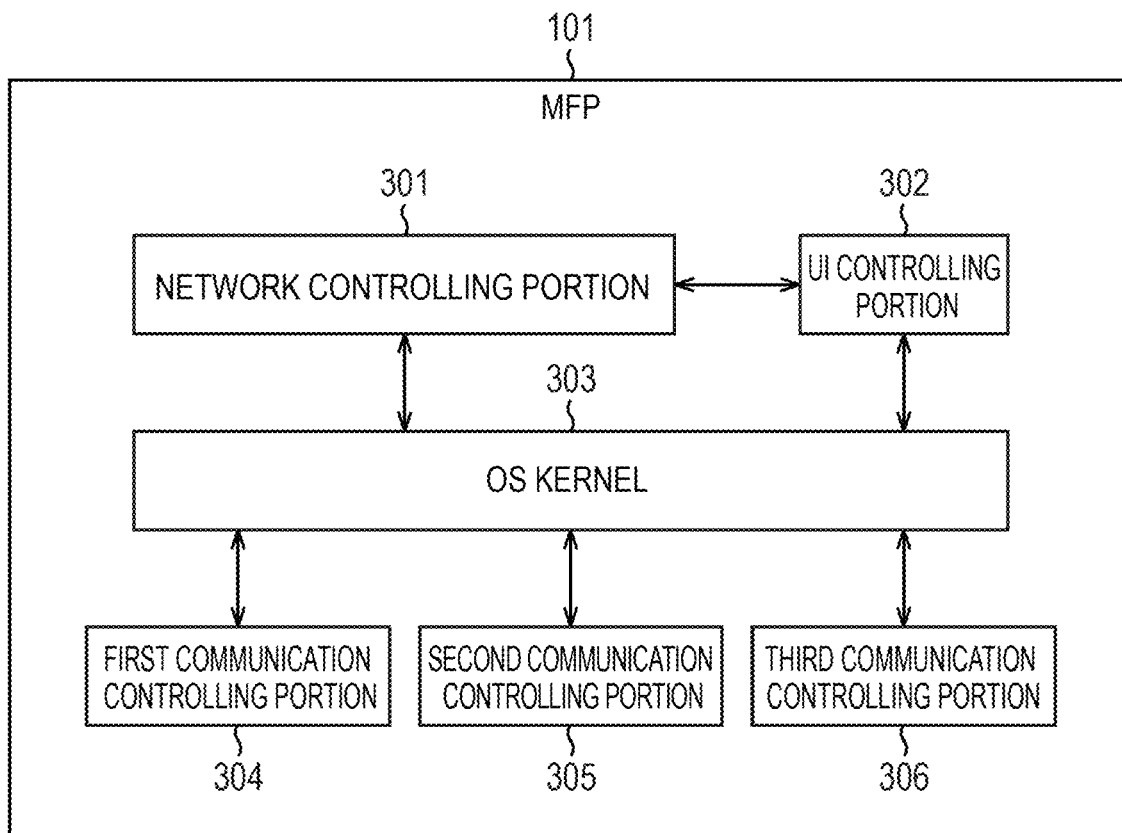 101
MFP
301
302
NETWORK CONTROLLING PORTION
UI CONTROLLING
PORTION
303
OS KERNEL
FIRST COMMUNICATION
CONTROLLING PORTION
SECOND COMMUNICATION
CONTROLLING PORTION
THIRD COMMUNICATION
CONTROLLING PORTION
304
305
306